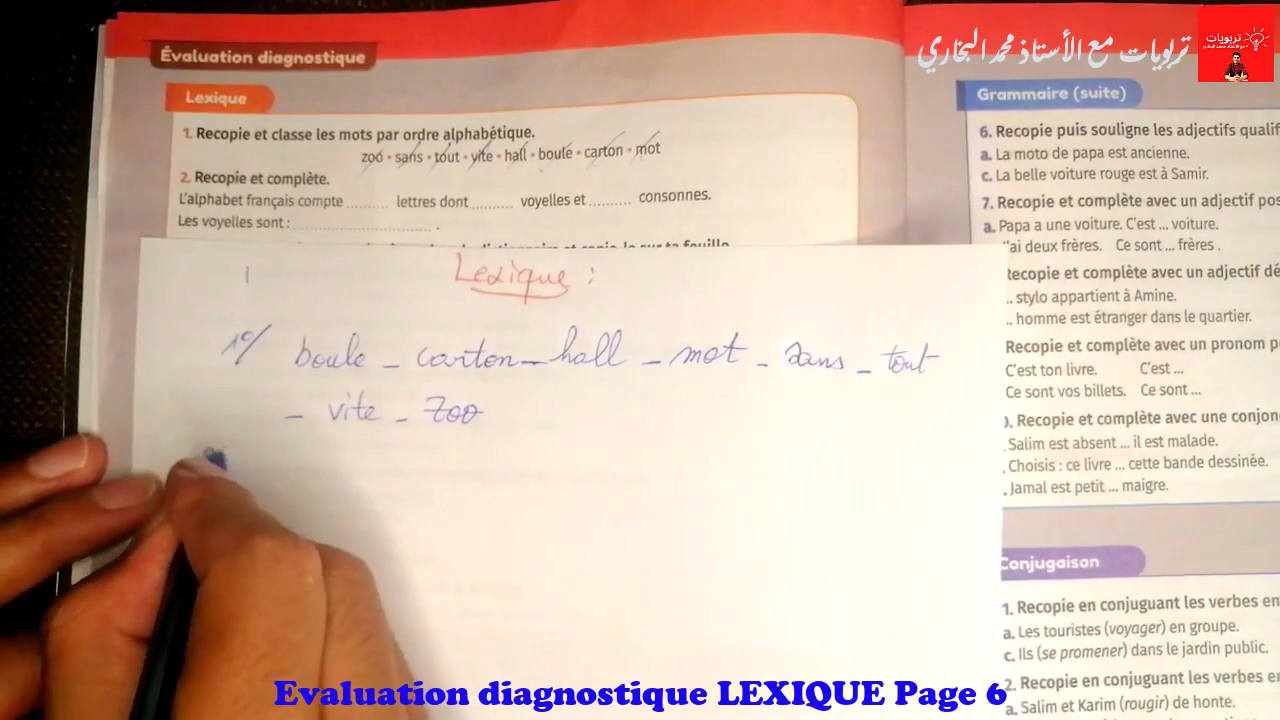 تربويات مع الأستاذ محمد البخاري
تربويات
Évaluation diagnostique
Lexique
1. Recopie et classe les mots par ordre alphabétique.
zoo • sans • tout • vite • hall • boule • carton • mot
2. Recopie et complète.
L'alphabet français compte ......... lettres dont ......... voyelles et ......... consonnes.
Les voyelles sont : ............................... .
Lexique :
1°/ boule - carton - hall - mot - sans - tout
- vite - zoo
Grammaire (suite)
6. Recopie puis souligne les adjectifs qualif
a. La moto de papa est ancienne.
c. La belle voiture rouge est à Samir.
7. Recopie et complète avec un adjectif pos
a. Papa a une voiture. C'est ... voiture.
'ai deux frères. Ce sont ... frères .
Recopie et complète avec un adjectif dé
.. stylo appartient à Amine.
.. homme est étranger dans le quartier.
Recopie et complète avec un pronom p
C'est ton livre. C'est ...
Ce sont vos billets. Ce sont ...
). Recopie et complète avec une conjon
. Salim est absent ... il est malade.
. Choisis : ce livre ... cette bande dessinée.
. Jamal est petit ... maigre.
Conjugaison
1. Recopie en conjuguant les verbes en
a. Les touristes (voyager) en groupe.
c. Ils (se promener) dans le jardin public.
2. Recopie en conjuguant les verbes en
a. Salim et Karim (rougir) de honte.
Evaluation diagnostique LEXIQUE Page 6